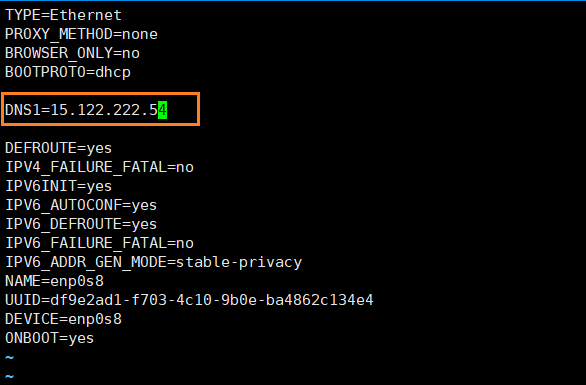 TYPE=Ethernet
PROXY_METHOD=none
BROWSER_ONLY=no
BOOTPROTO=dhcp
DNS1=15.122.222.54
DEFROUTE=yes
IPV4_FAILURE_FATAL=no
IPV6INIT=yes
IPV6_AUTOCONF=yes
IPV6_DEFROUTE=yes
IPV6_FAILURE_FATAL=no
IPV6_ADDR_GEN_MODE=stable-privacy
NAME=enp0s8
UUID=df9e2ad1-f703-4c10-9b0e-ba4862c134e4
DEVICE=enp0s8
ONBOOT=yes
~
~